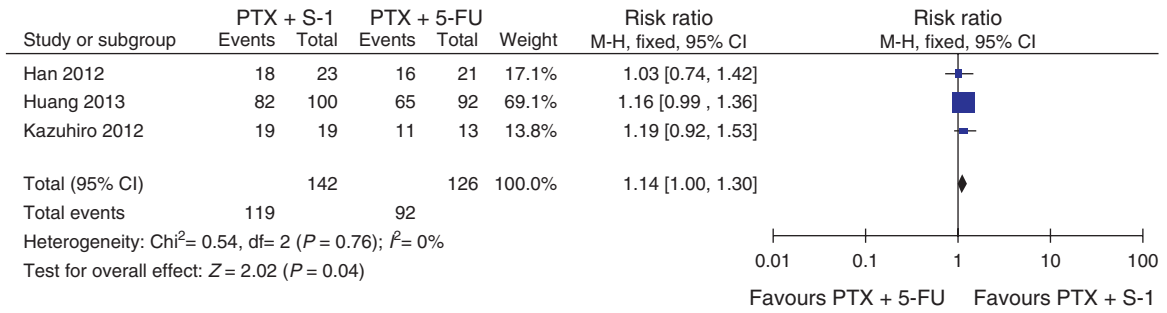 PTX + S-1 PTX + 5-FU Risk ratio Risk ratio
Study or subgroup Events Total Events Total Weight M-H, fixed, 95% CI M-H, fixed, 95% CI
Han 2012 18 23 16 21 17.1% 1.03 [0.74, 1.42]
Huang 2013 82 100 65 92 69.1% 1.16 [0.99 , 1.36]
Kazuhiro 2012 19 19 11 13 13.8% 1.19 [0.92, 1.53]
Total (95% CI) 142 126 100.0% 1.14 [1.00, 1.30]
Total events 119 92
Heterogeneity: Chi²= 0.54, df= 2 (P = 0.76); I²= 0%
Test for overall effect: Z = 2.02 (P = 0.04)
0.01 0.1 1 10 100
Favours PTX + 5-FU Favours PTX + S-1